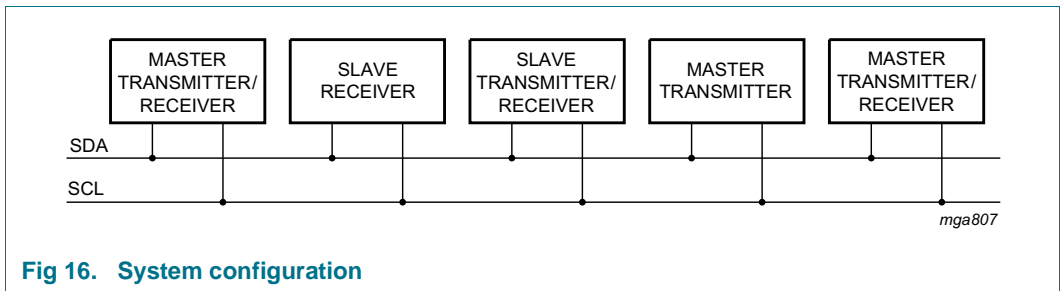 MASTER
TRANSMITTER/
RECEIVER
SLAVE
RECEIVER
SLAVE
TRANSMITTER/
RECEIVER
MASTER
TRANSMITTER
MASTER
TRANSMITTER/
RECEIVER
SDA
SCL
mga807
Fig 16. System configuration